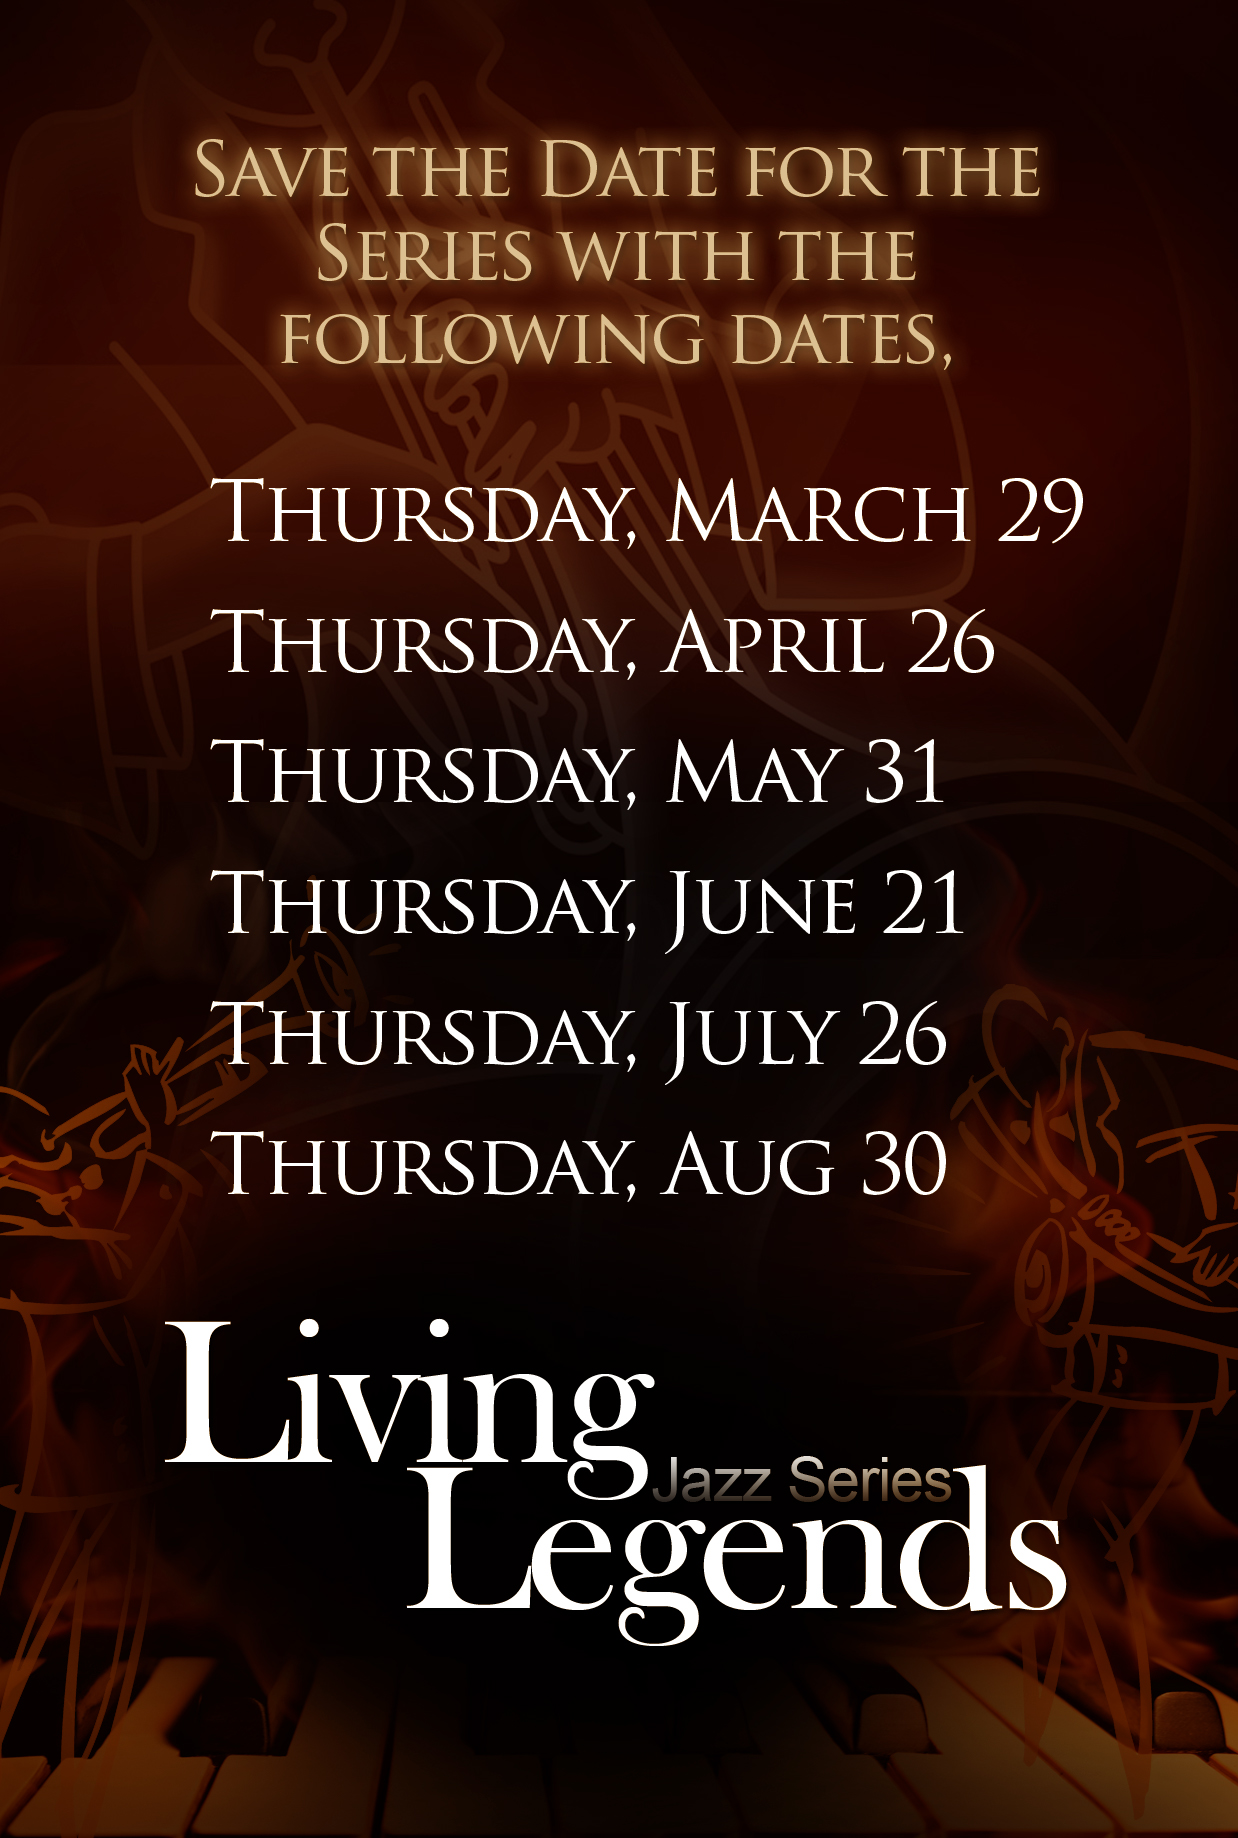 Save the Date for the
Series with the
following dates,
Thursday, March 29
Thursday, April 26
Thursday, May 31
Thursday, June 21
Thursday, July 26
Thursday, Aug 30
Living
Jazz Series
Legends